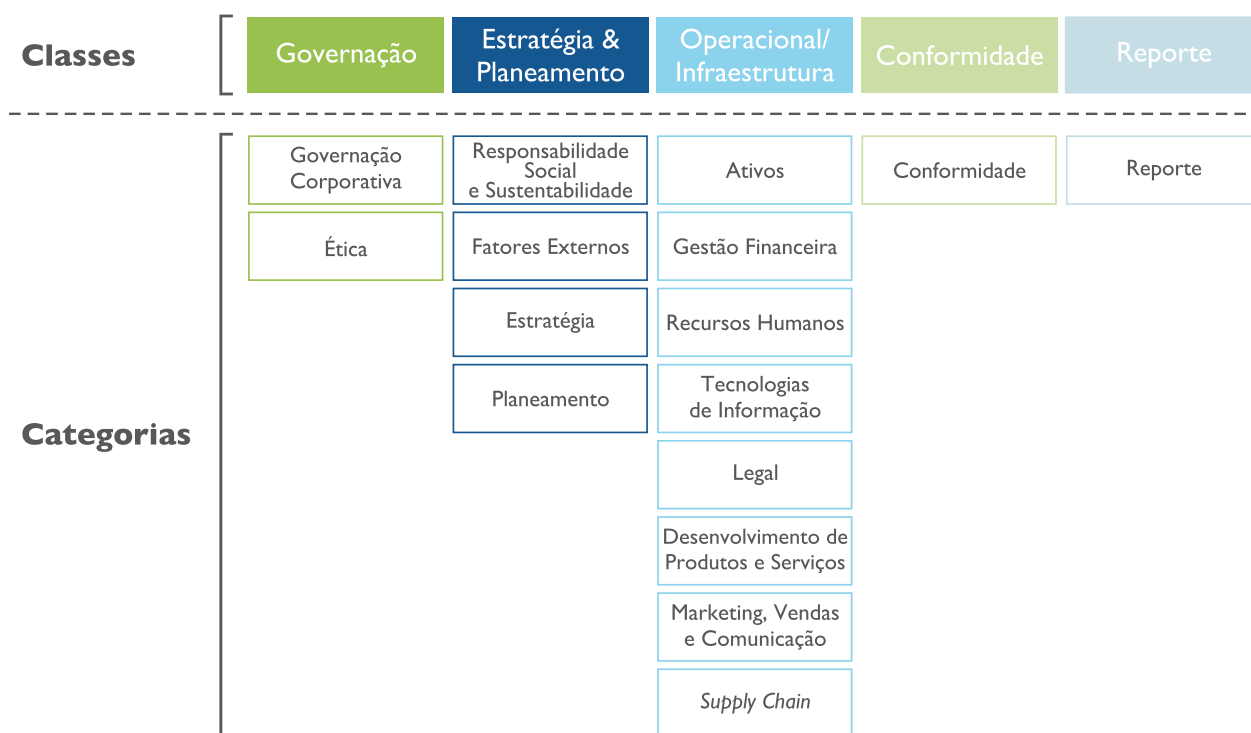 Classes
Governação
Estratégia &
Planeamento
Operacional/
Infraestrutura
Conformidade
Reporte
Categorias
Governação
Corporativa
Ética
Responsabilidade
Social
e Sustentabilidade
Fatores Externos
Estratégia
Planeamento
Ativos
Gestão Financeira
Recursos Humanos
Tecnologias
de Informação
Legal
Desenvolvimento de
Produtos e Serviços
Marketing, Vendas
e Comunicação
Supply Chain
Conformidade
Reporte